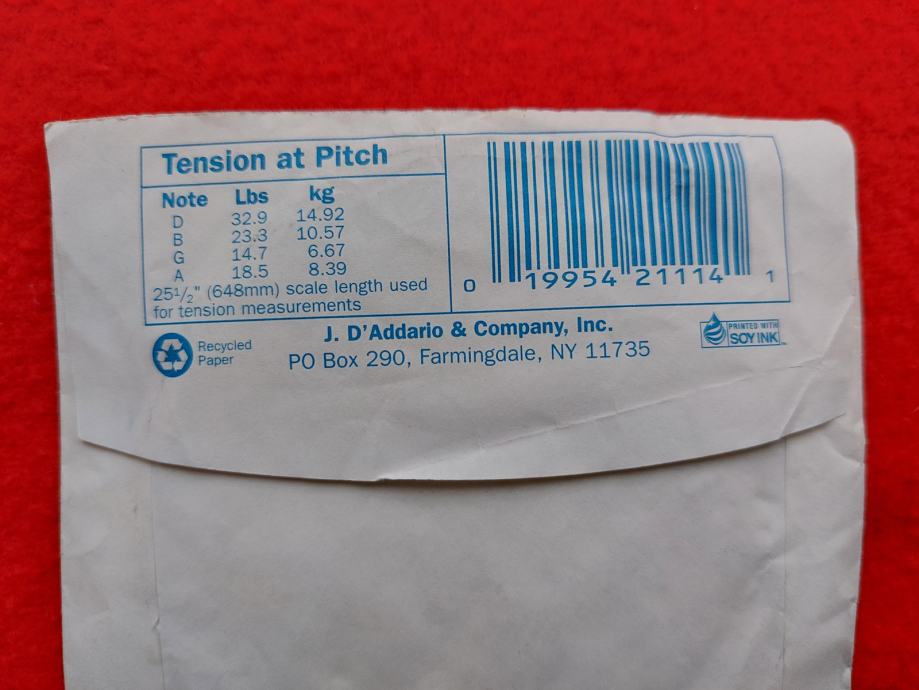 Tension at Pitch
Note Lbs kg
D 32.9 14.92
B 23.3 10.57
G 14.7 6.67
A 18.5 8.39
25 1/2" (648mm) scale length used
for tension measurements
0 19954 21114 1
J. D'Addario & Company, Inc.
PO Box 290, Farmingdale, NY 11735
Recycled
Paper
PRINTED WITH
SOY INK